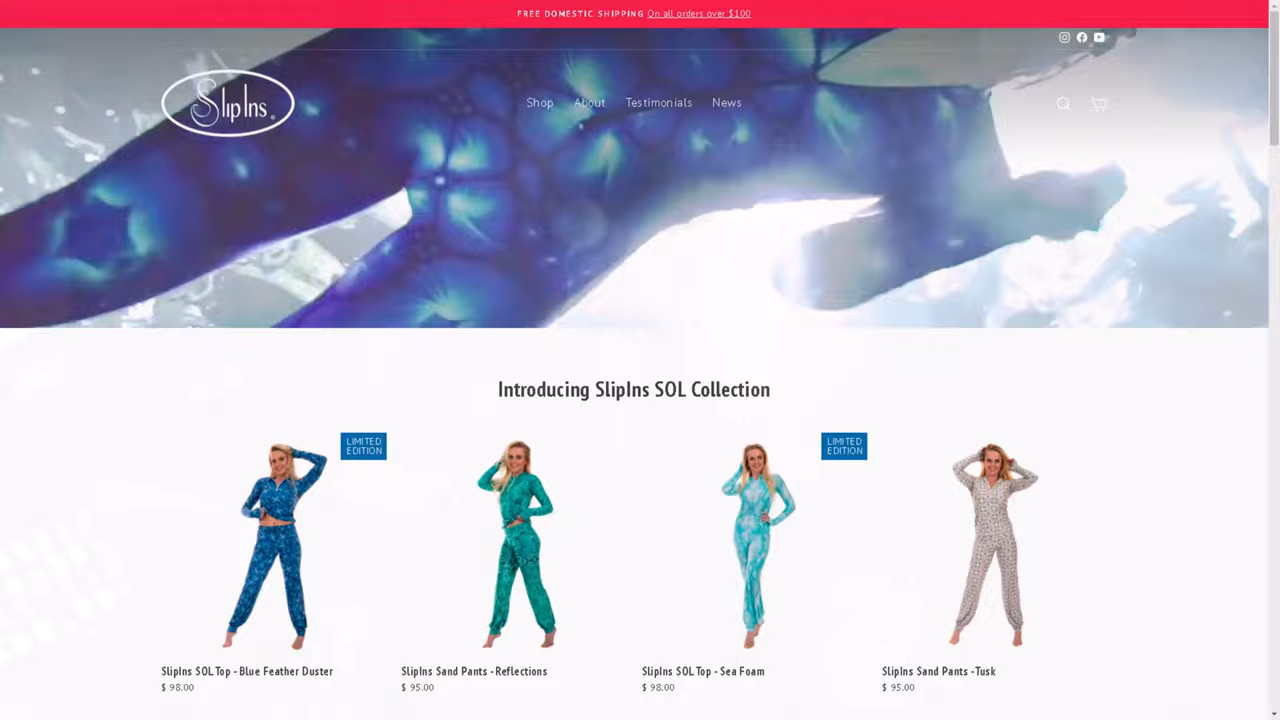 FREE DOMESTIC SHIPPING On all orders over $100
SlipIns®
Shop About Testimonials News
Introducing SlipIns SOL Collection
LIMITED EDITION
LIMITED EDITION
SlipIns SOL Top - Blue Feather Duster
$ 98.00
SlipIns Sand Pants - Reflections
$ 95.00
SlipIns SOL Top - Sea Foam
$ 98.00
SlipIns Sand Pants - Tusk
$ 95.00